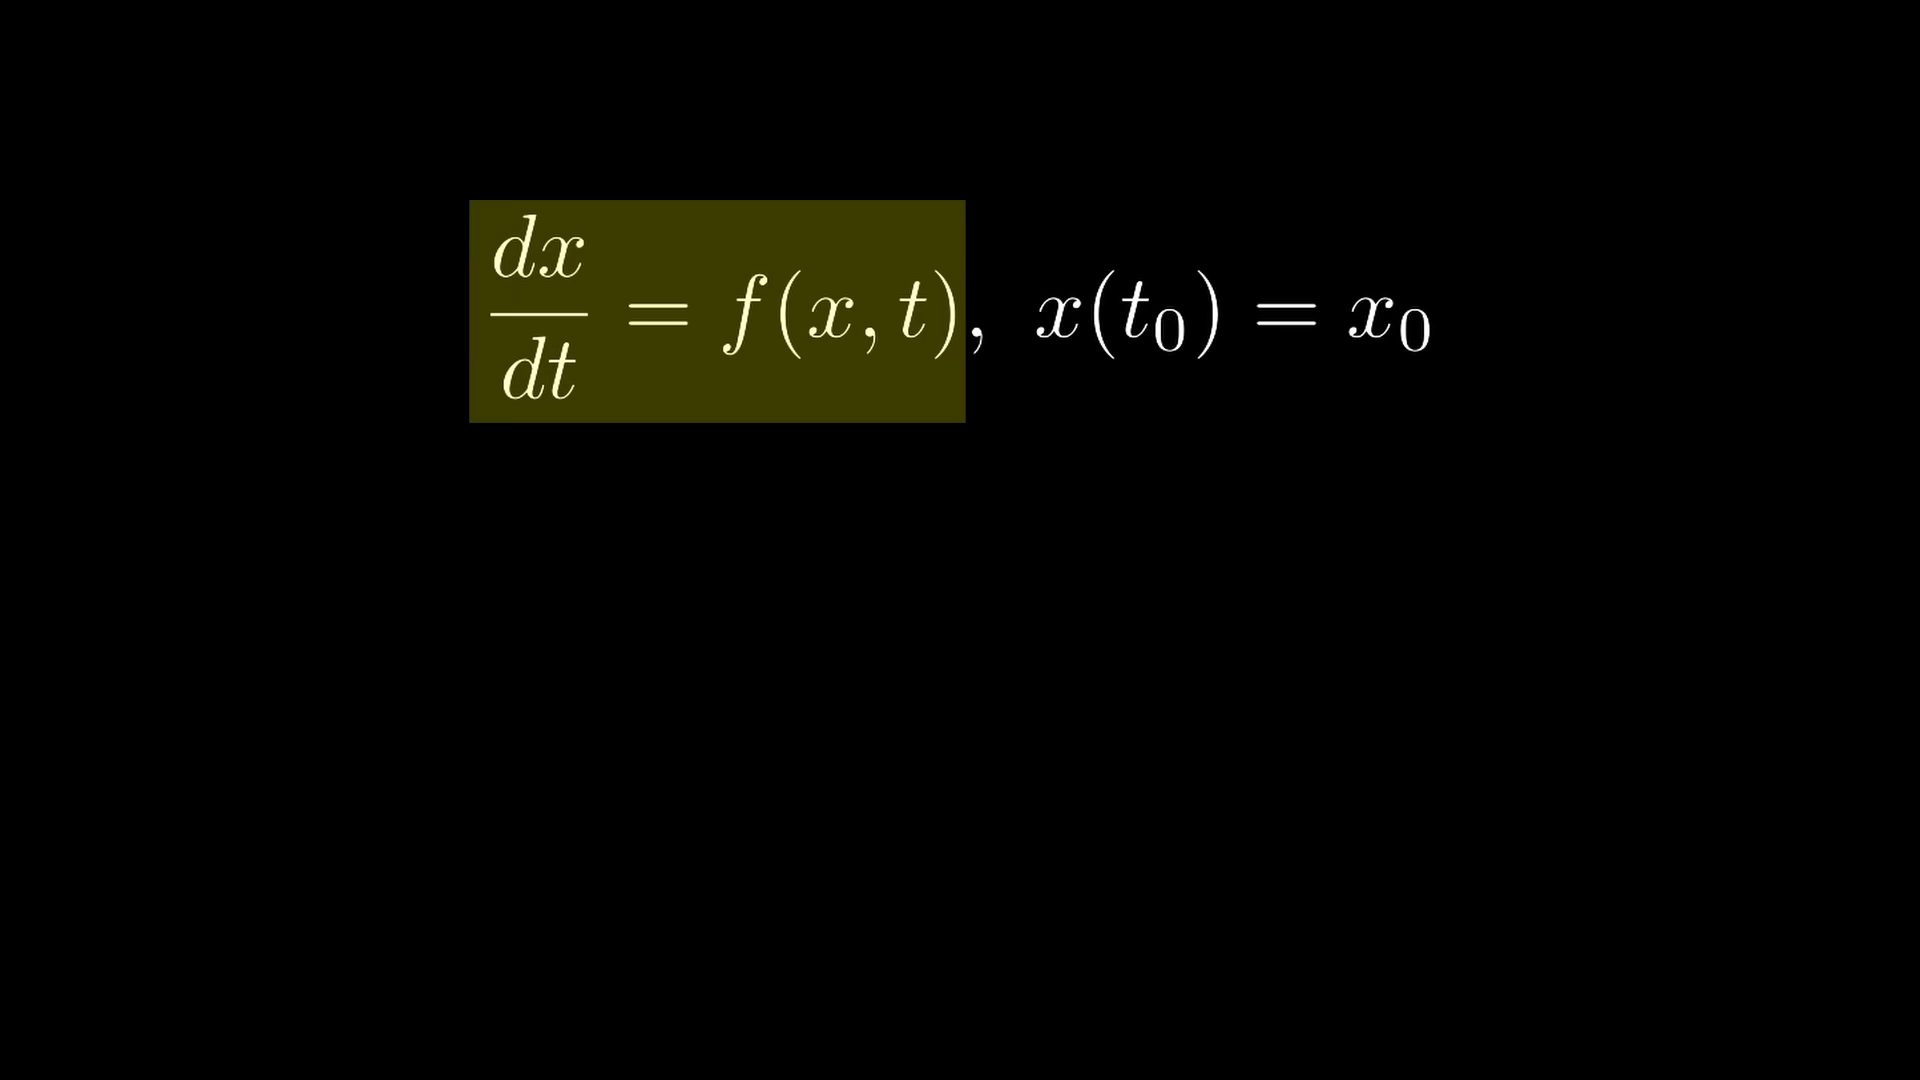 dx/dt = f(x, t), x(t₀) = x₀